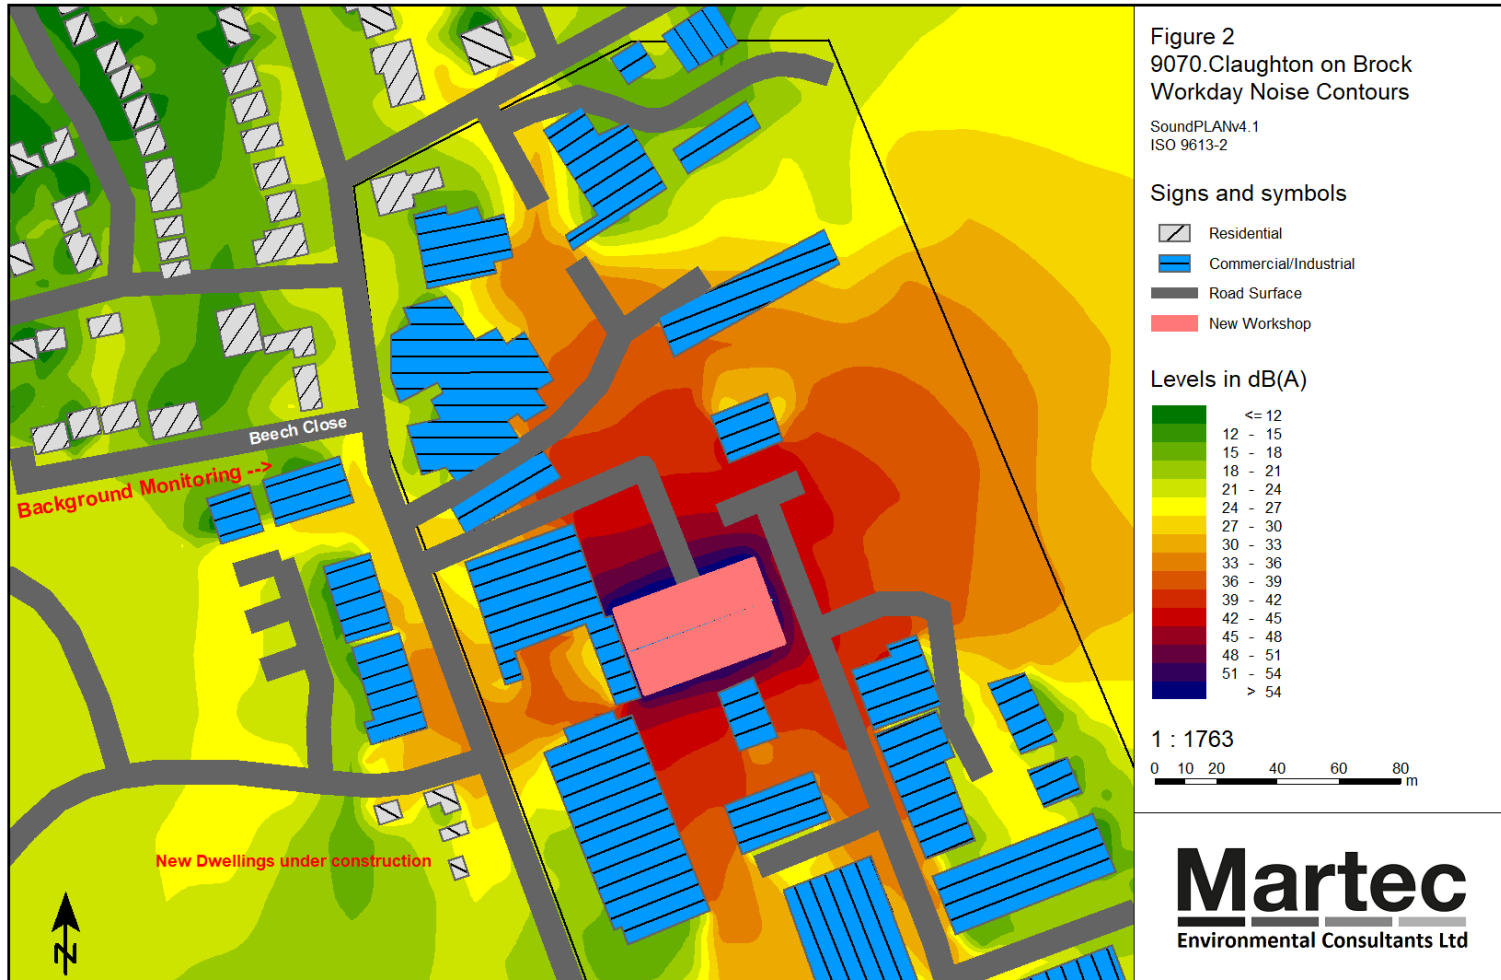 Figure 2
9070.Claughton on Brock
Workday Noise Contours
SoundPLANv4.1
ISO 9613-2
Signs and symbols
Residential
Commercial/Industrial
Road Surface
New Workshop
Levels in dB(A)
<= 12
12 - 15
15 - 18
18 - 21
21 - 24
24 - 27
27 - 30
30 - 33
33 - 36
36 - 39
39 - 42
42 - 45
45 - 48
48 - 51
51 - 54
> 54
1 : 1763
0 10 20 40 60 80
m
Martec
Environmental Consultants Ltd
Beech Close
Background Monitoring -->
New Dwellings under construction
N